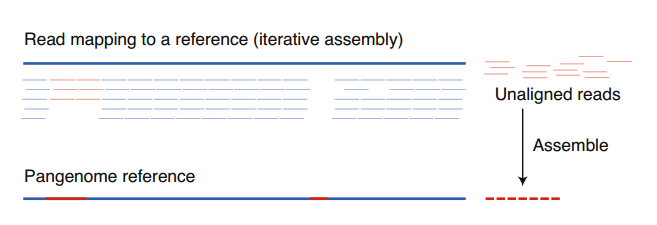 Read mapping to a reference (iterative assembly)
Unaligned reads
Assemble
Pangenome reference